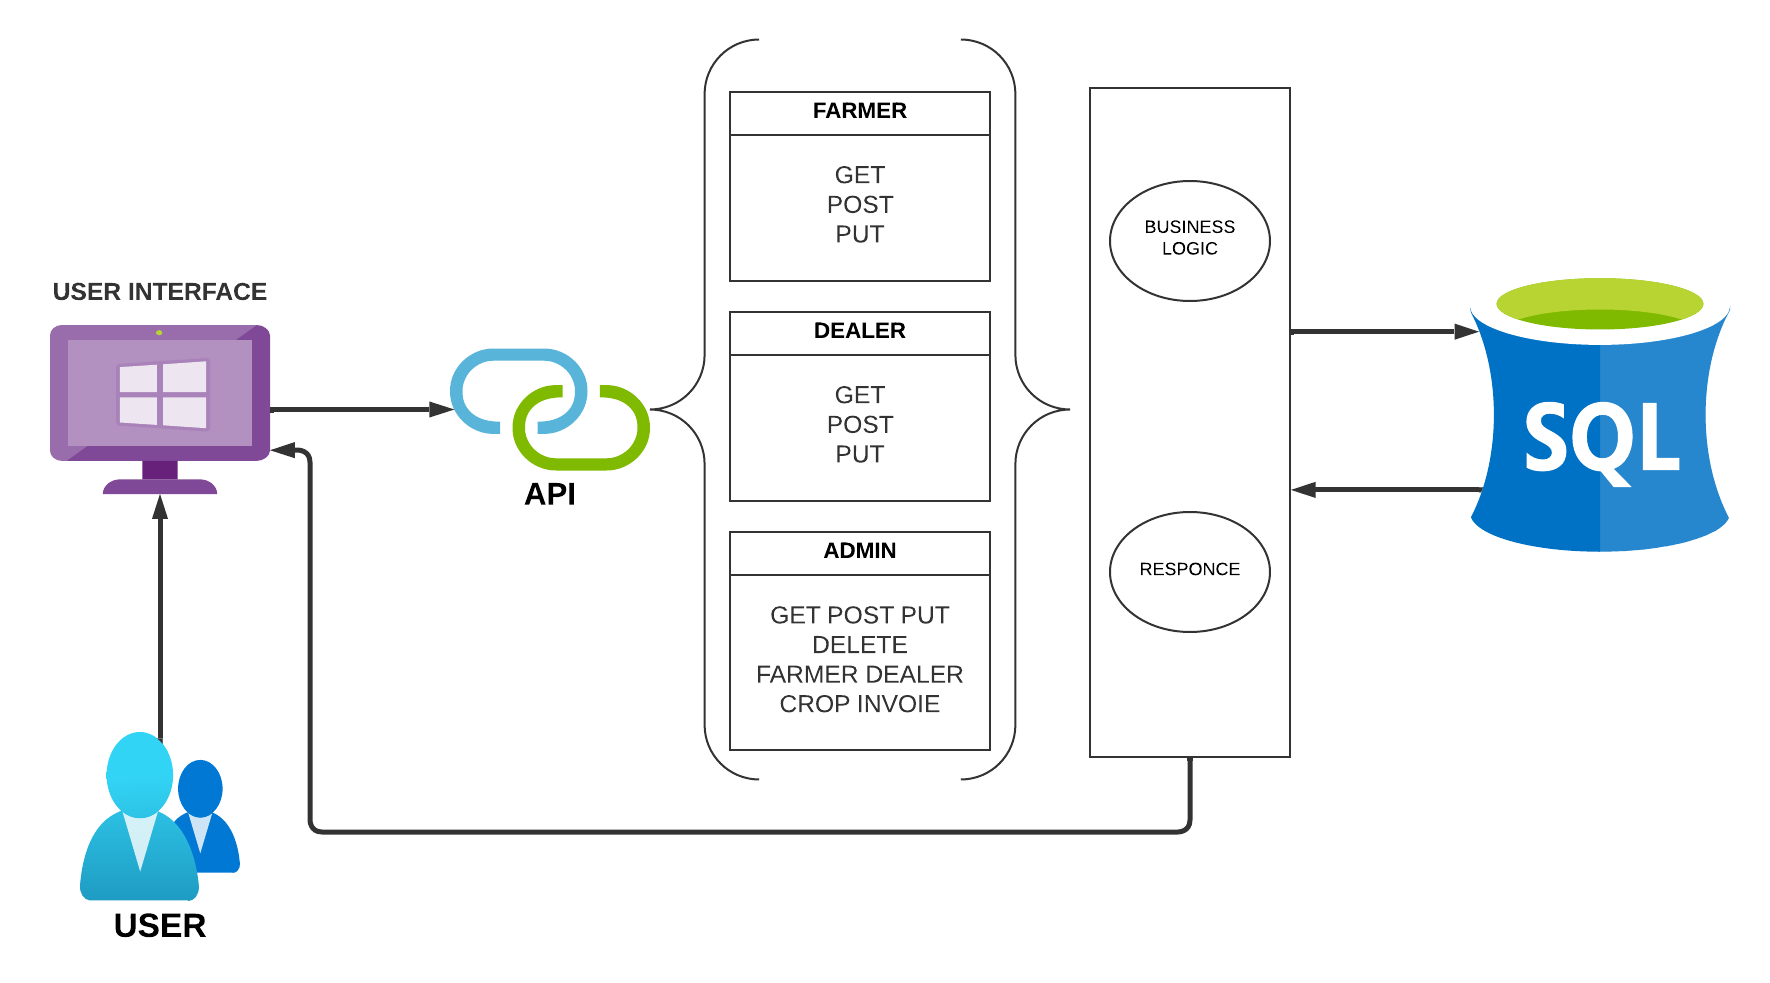 USER INTERFACE
USER
API
FARMER
GET
POST
PUT
DEALER
GET
POST
PUT
ADMIN
GET POST PUT
DELETE
FARMER DEALER
CROP INVOIE
BUSINESS
LOGIC
RESPONCE
SQL